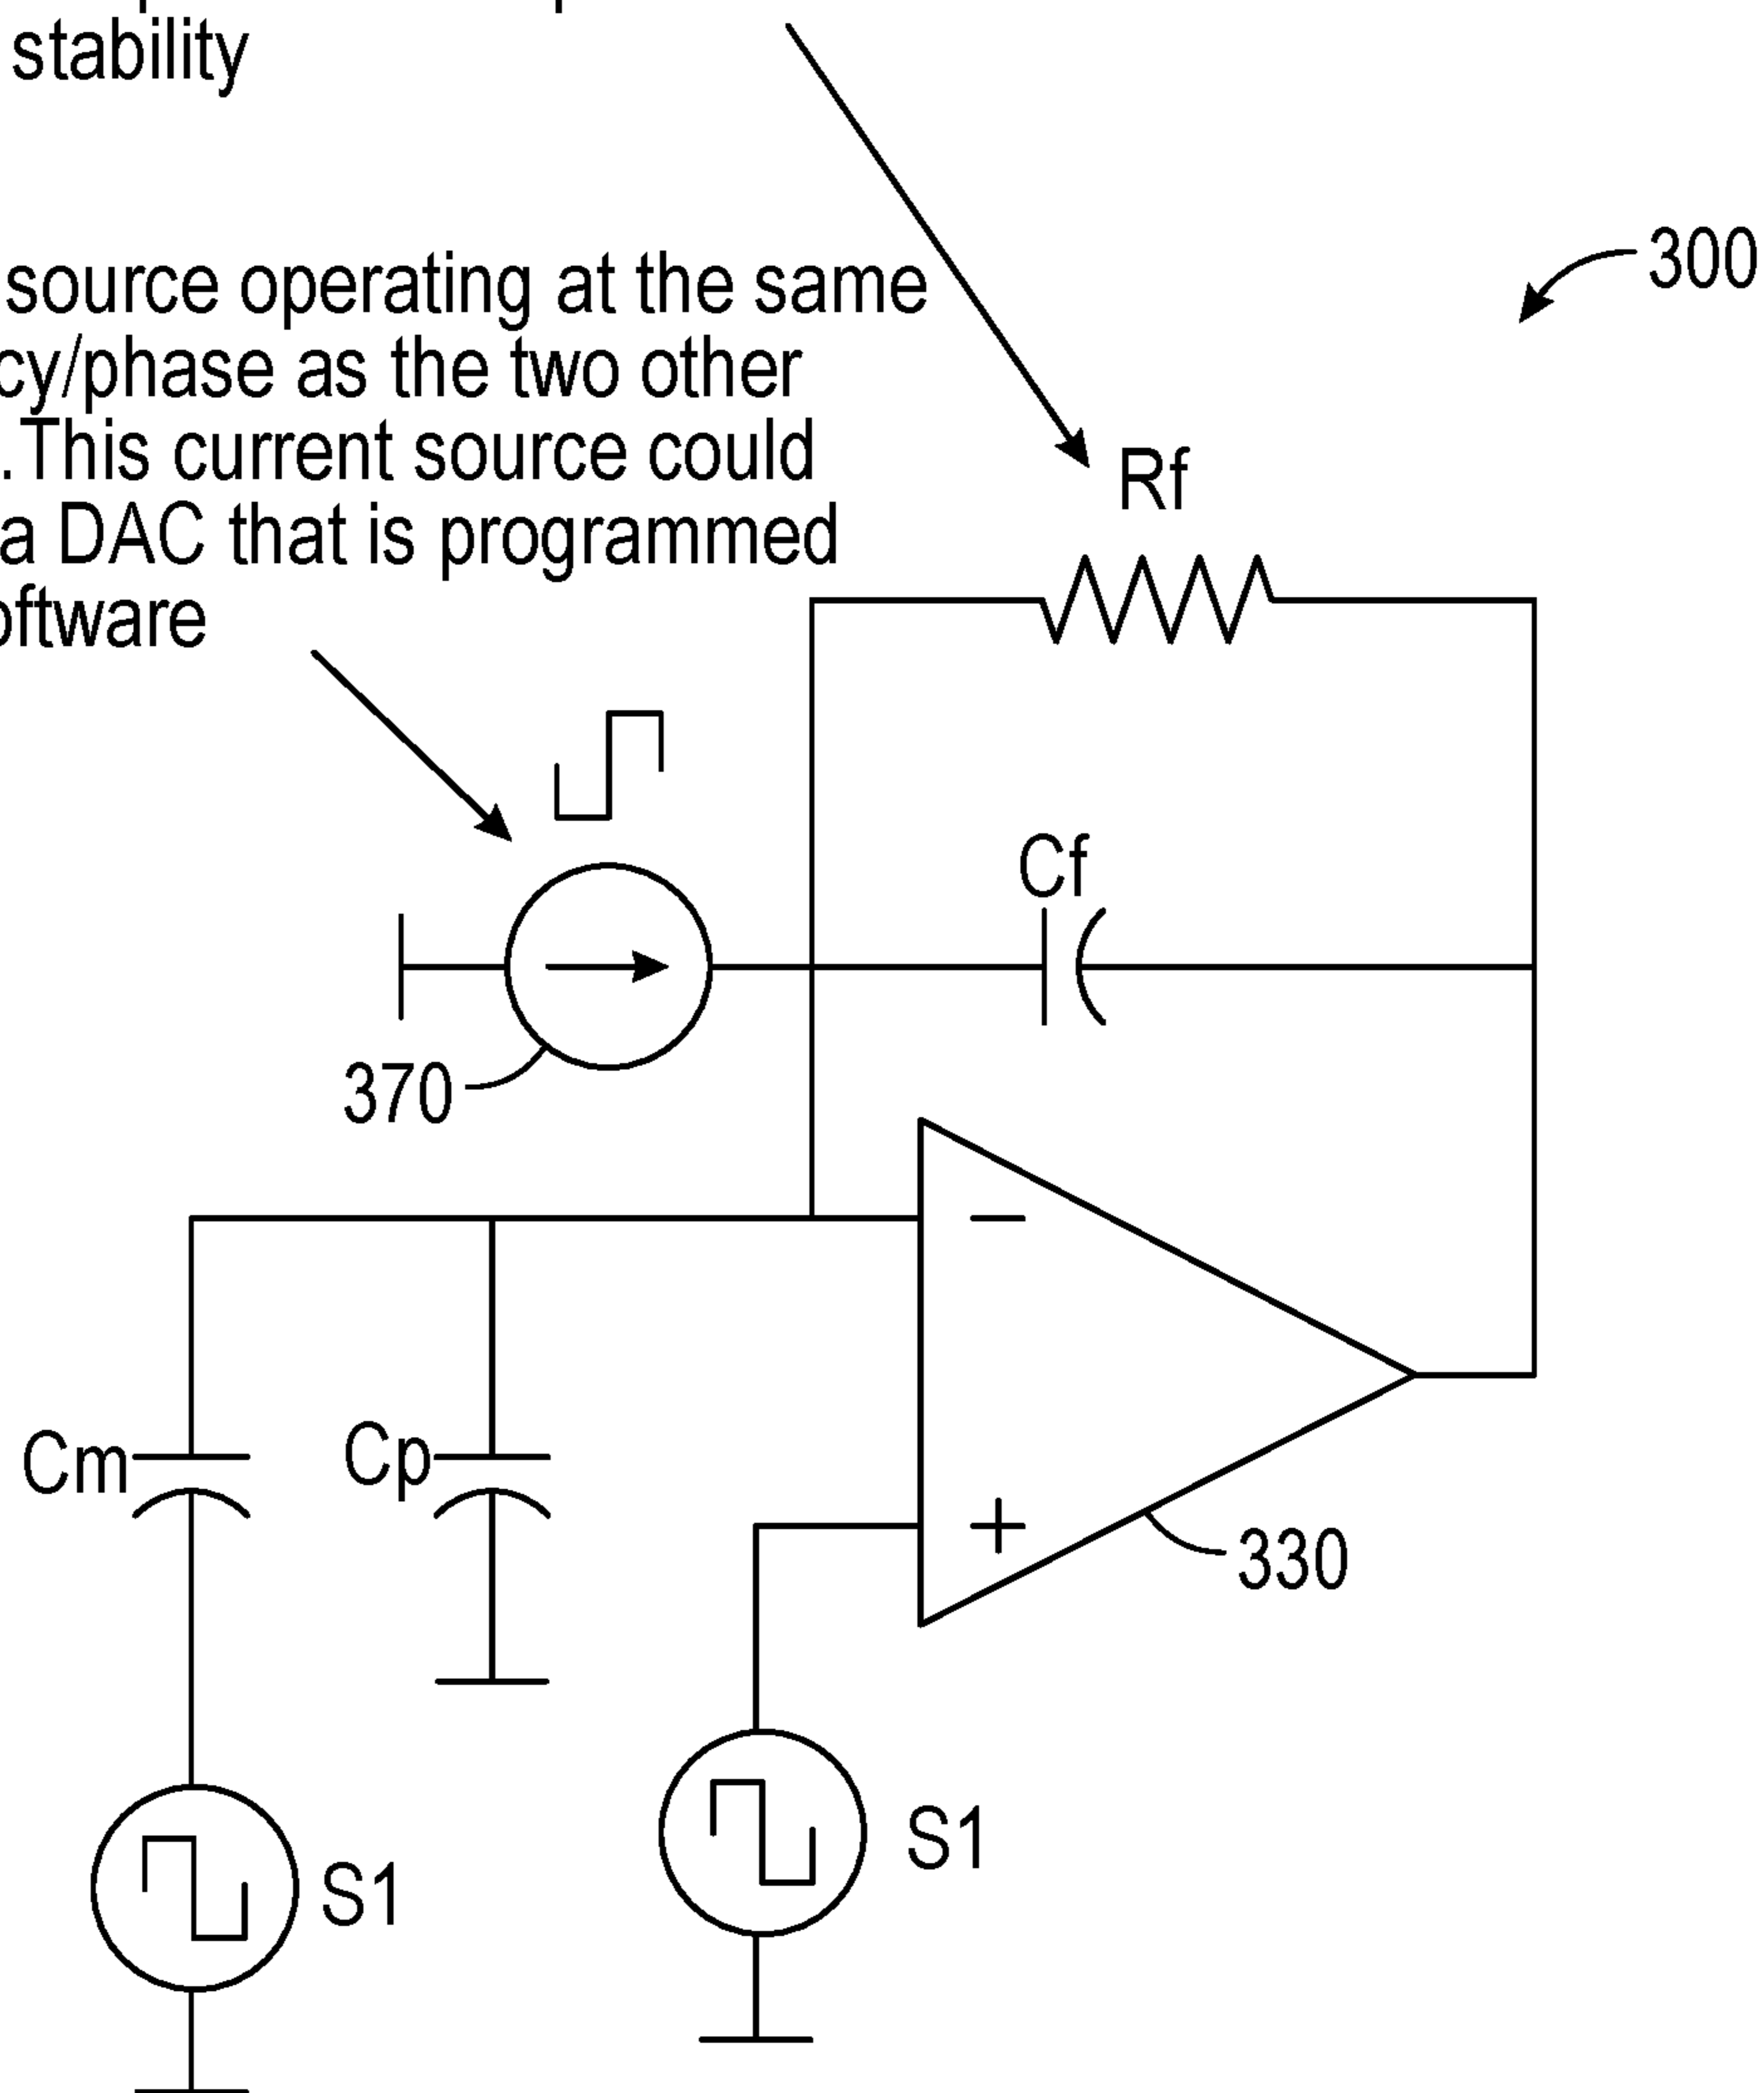 stability
300
source operating at the same
cy/phase as the two other
. This current source could
a DAC that is programmed
oftware
Rf
Cf
370
Cm
Cp
−
+
330
S1
S1